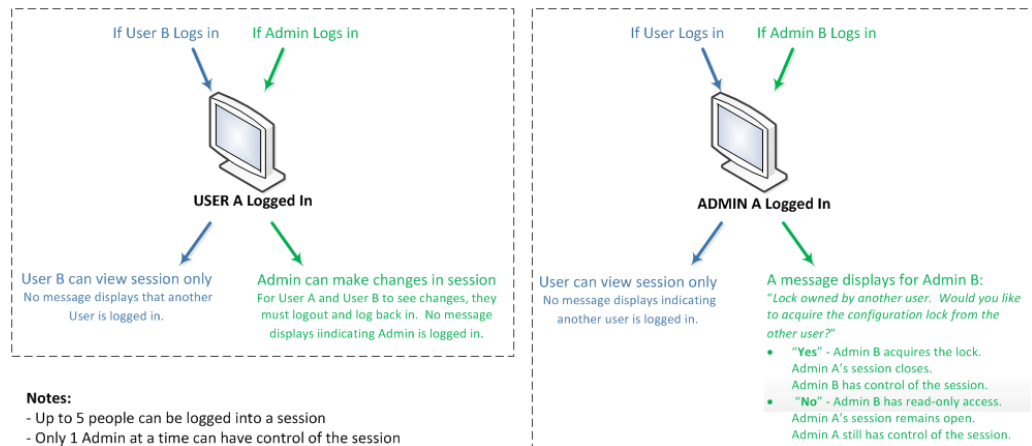 If User B Logs in
If Admin Logs in
USER A Logged In
User B can view session only
No message displays that another
User is logged in.
Admin can make changes in session
For User A and User B to see changes, they
must logout and log back in.  No message
displays iindicating Admin is logged in.
Notes:
- Up to 5 people can be logged into a session
- Only 1 Admin at a time can have control of the session
If User Logs in
If Admin B Logs in
ADMIN A Logged In
User can view session only
No message displays indicating
another user is logged in.
A message displays for Admin B:
"Lock owned by another user.  Would you like
to acquire the configuration lock from the
other user?"
• "Yes" - Admin B acquires the lock.
Admin A's session closes.
Admin B has control of the session.
• "No" - Admin B has read-only access.
Admin A's session remains open.
Admin A still has control of the session.